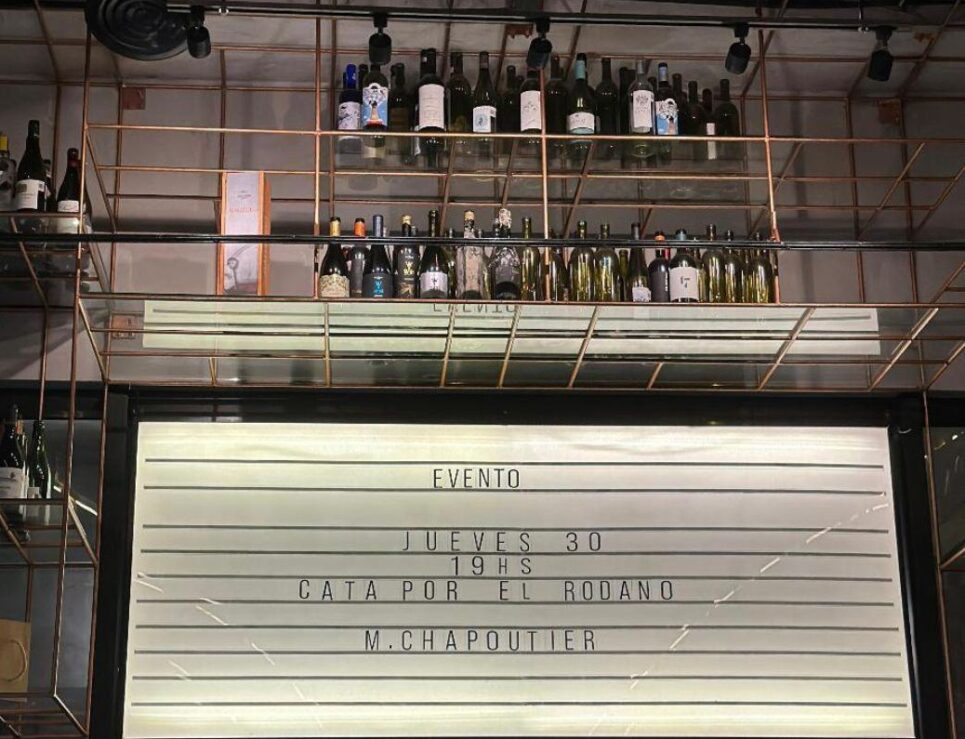 EVENTO
JUEVES 30
19HS
CATA POR EL RODANO
M.CHAPOUTIER